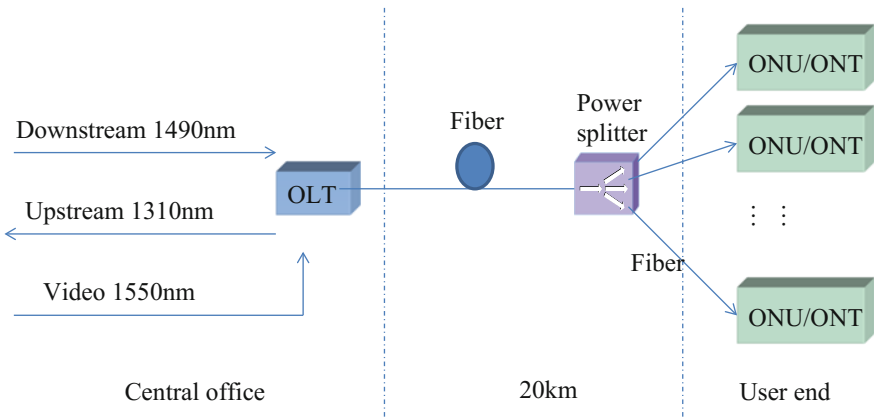 Downstream 1490nm
Upstream 1310nm
Video 1550nm
OLT
Fiber
Power
splitter
Fiber
ONU/ONT
ONU/ONT
⋮ ⋮
ONU/ONT
Central office
20km
User end